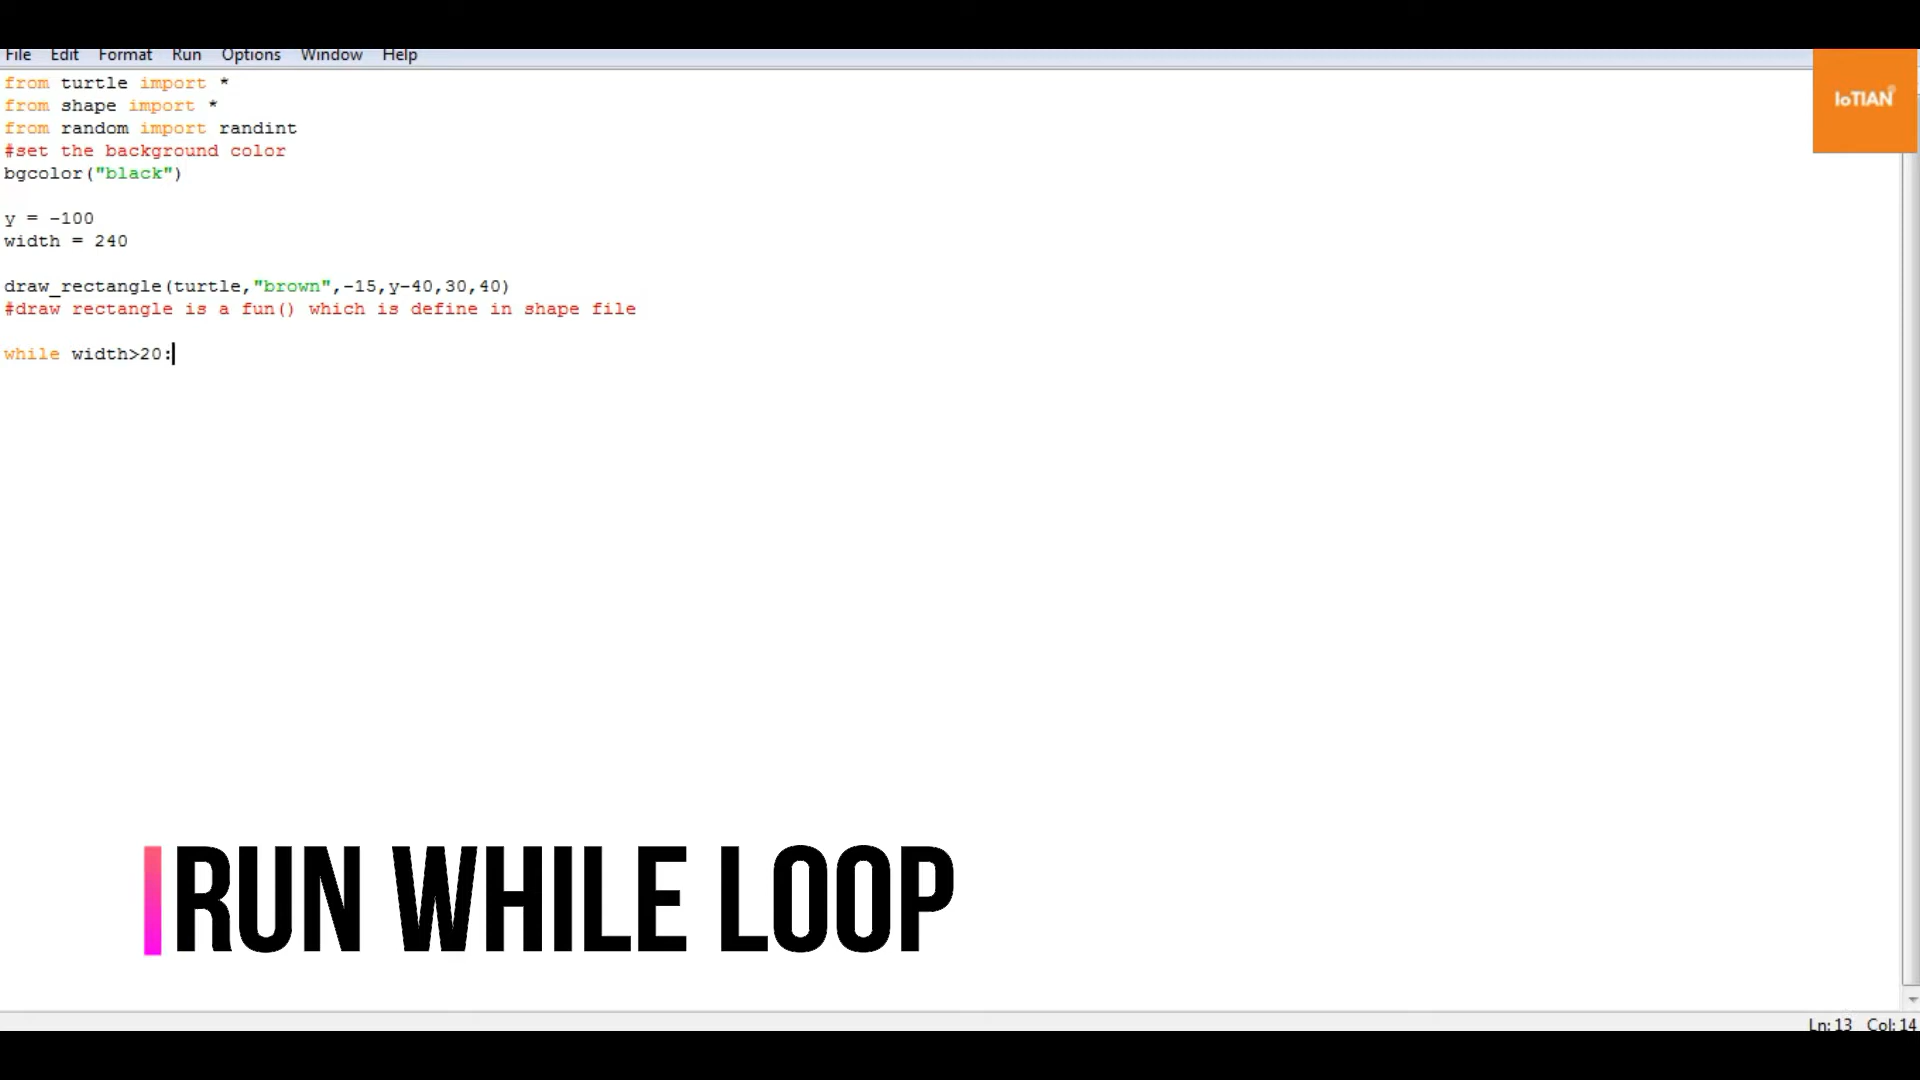 File Edit Format Run Options Window Help
from turtle import *
from shape import *
from random import randint
#set the background color
bgcolor("black")
y = -100
width = 240
draw_rectangle(turtle,"brown",-15,y-40,30,40)
#draw rectangle is a fun() which is define in shape file
while width>20:
IoTIAN®
RUN WHILE LOOP
Ln: 13 Col: 14